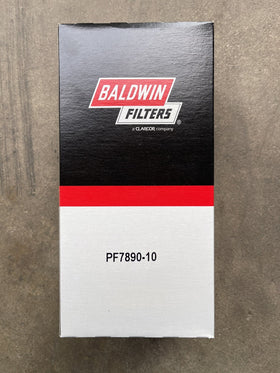 BALDWIN
FILTERS®
a CLARCOR company
PF7890-10